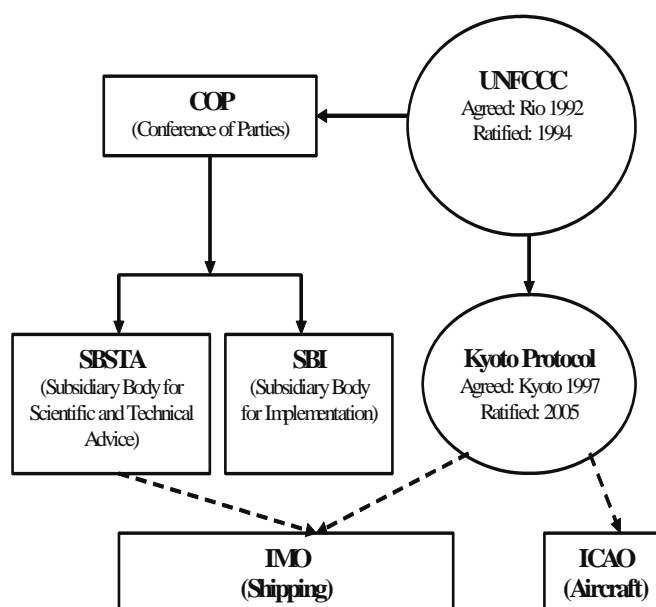 UNFCCC
Agreed: Rio 1992
Ratified: 1994
COP
(Conference of Parties)
SBSTA
(Subsidiary Body for
Scientific and Technical
Advice)
SBI
(Subsidiary Body
for Implementation)
Kyoto Protocol
Agreed: Kyoto 1997
Ratified: 2005
IMO
(Shipping)
ICAO
(Aircraft)